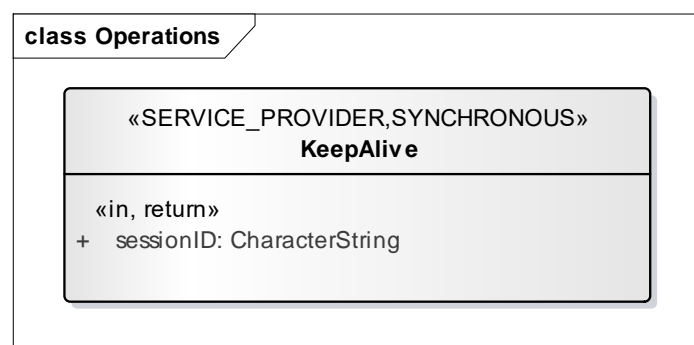 class Operations
«SERVICE_PROVIDER,SYNCHRONOUS»
KeepAlive
«in, return»
+ sessionID: CharacterString